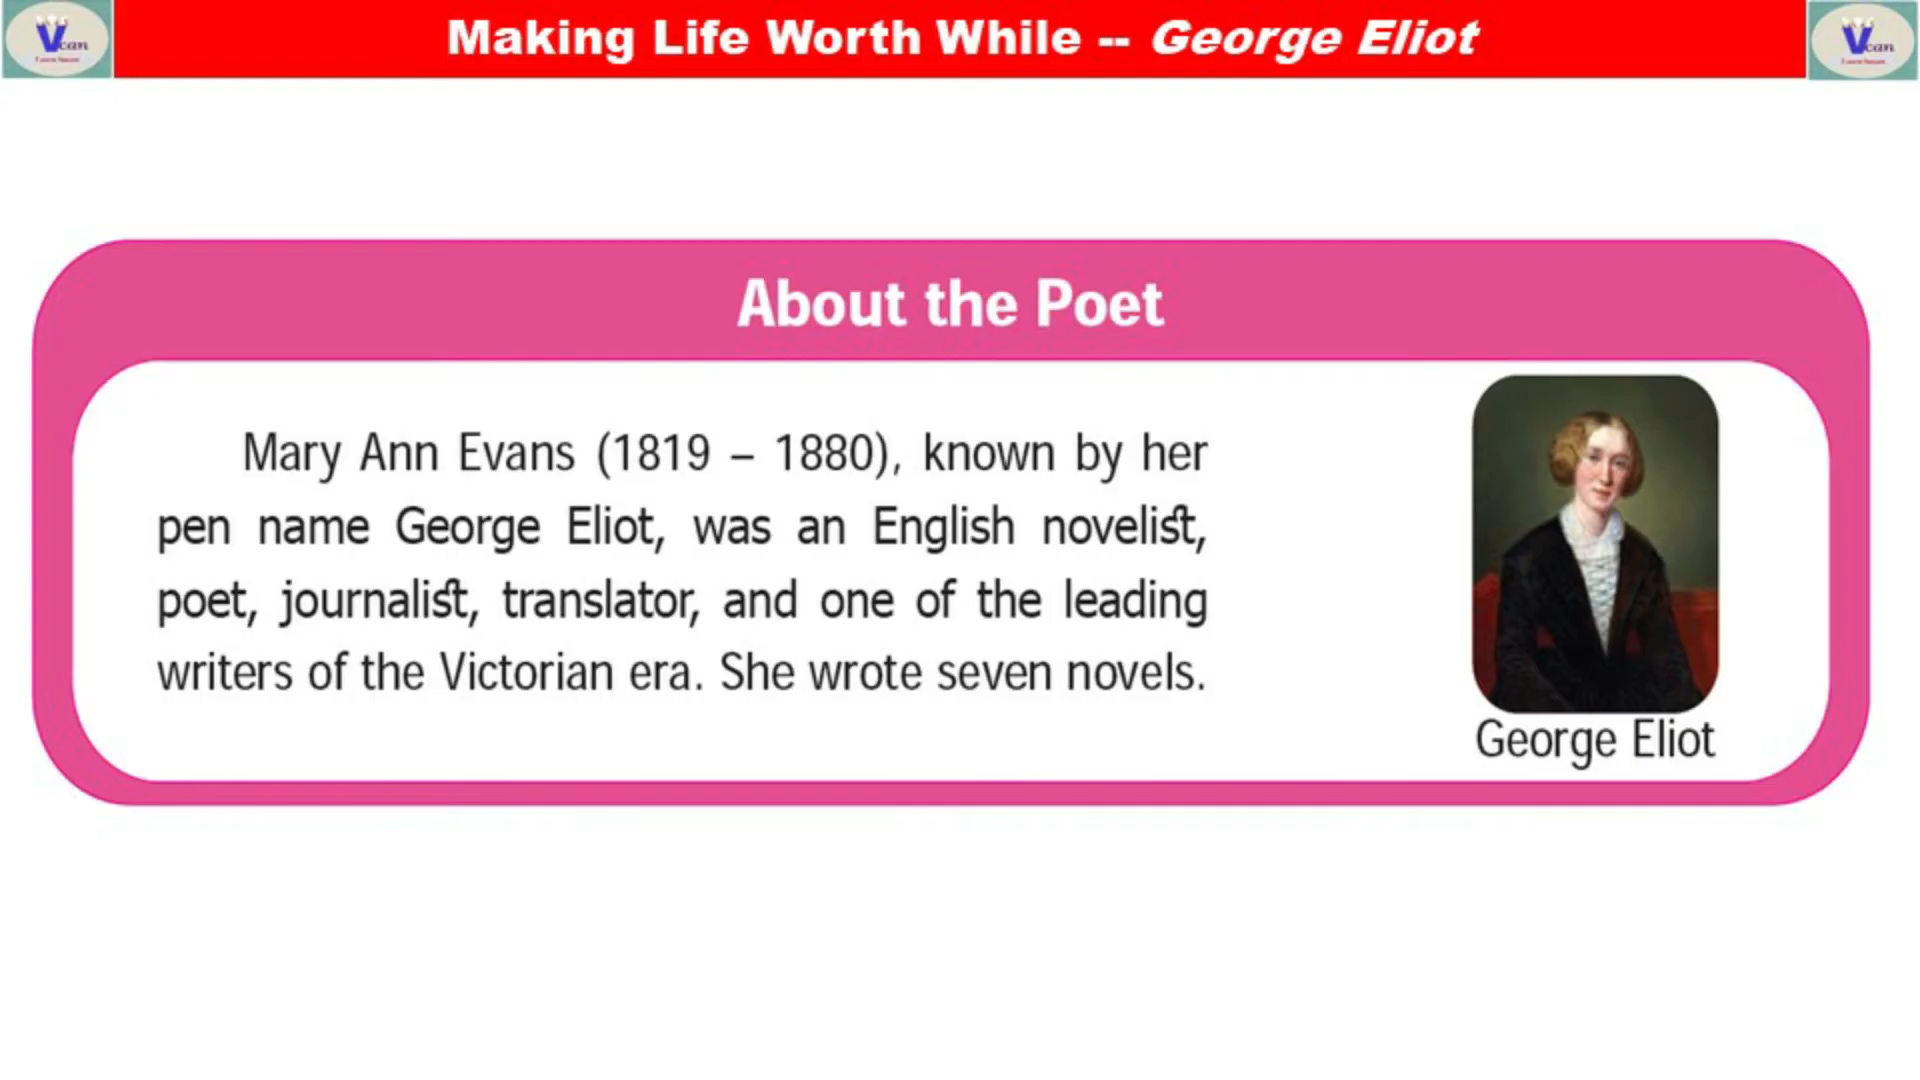 Vcan
Making Life Worth While -- George Eliot
Vcan
About the Poet
Mary Ann Evans (1819 – 1880), known by her
pen name George Eliot, was an English novelist,
poet, journalist, translator, and one of the leading
writers of the Victorian era. She wrote seven novels.
George Eliot